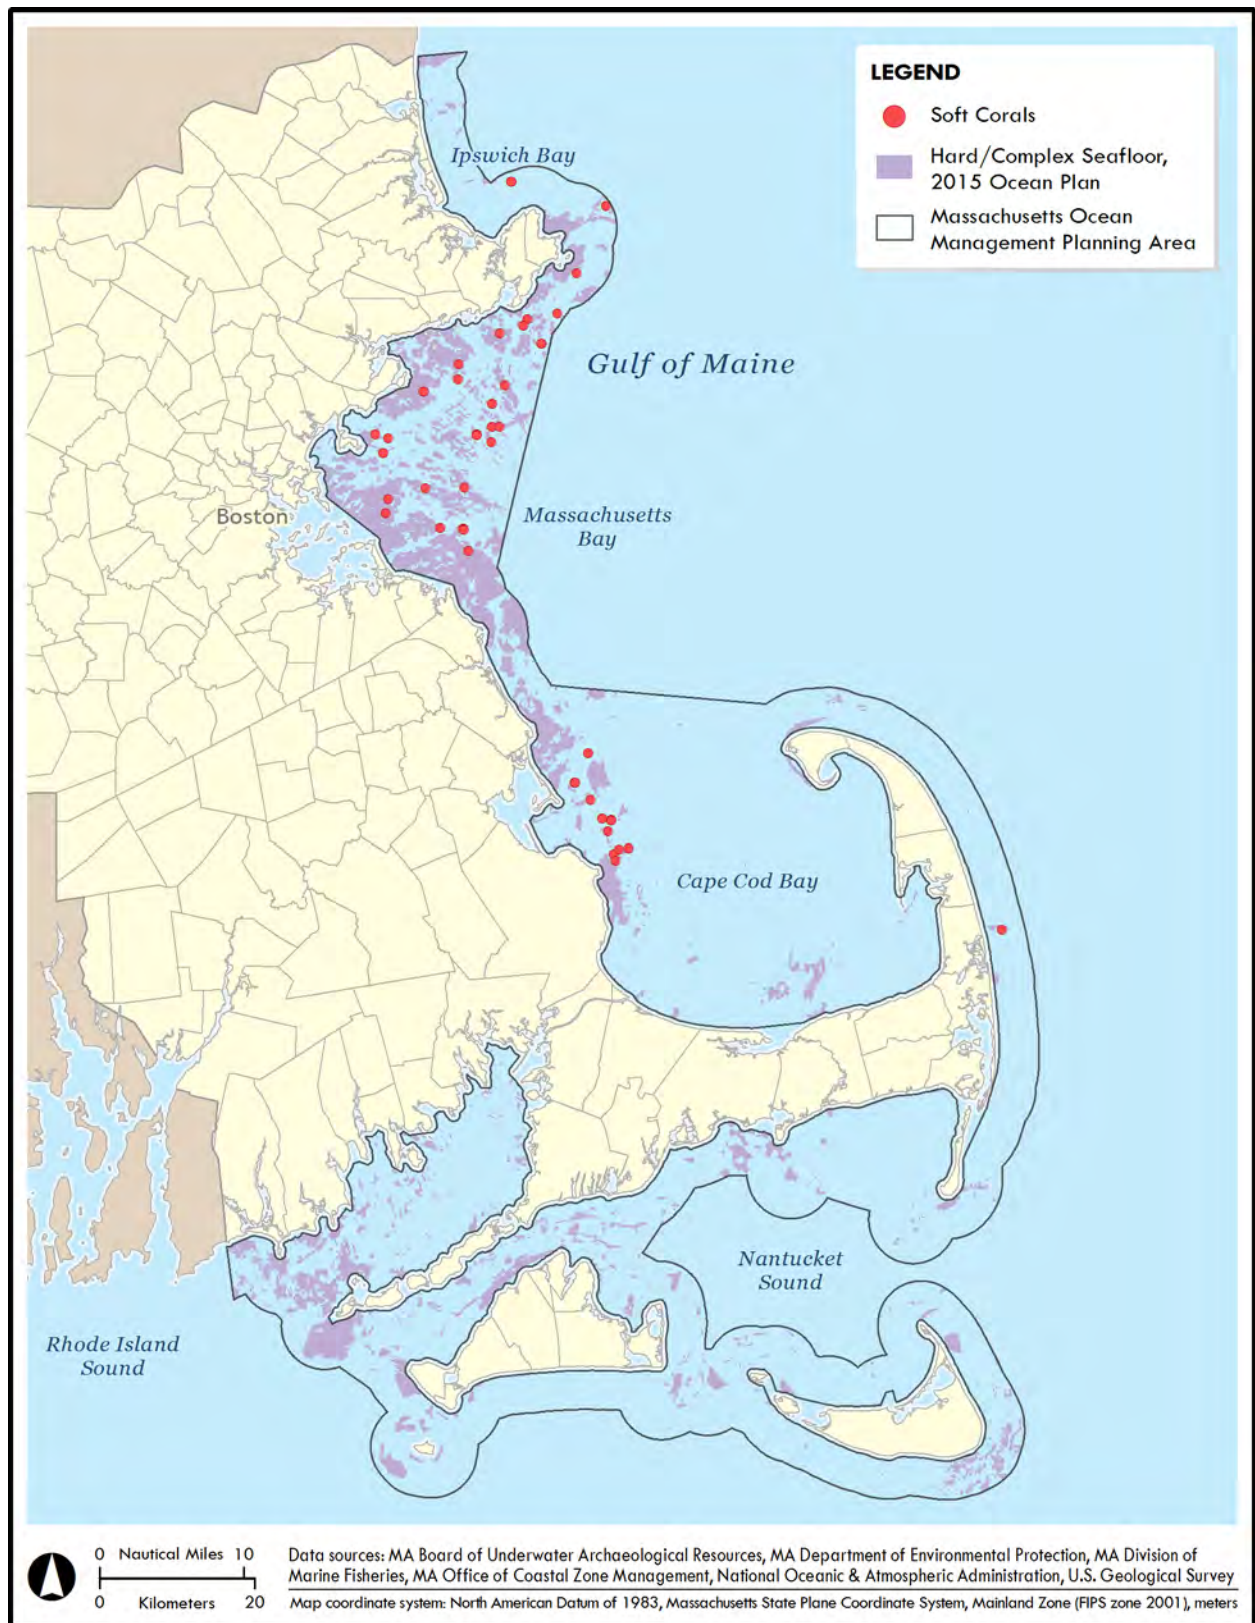 LEGEND
Soft Corals
Hard/Complex Seafloor,
2015 Ocean Plan
Massachusetts Ocean
Management Planning Area
Ipswich Bay
Gulf of Maine
Boston
Massachusetts
Bay
Cape Cod Bay
Nantucket
Sound
Rhode Island
Sound
0 Nautical Miles 10
0 Kilometers 20
Data sources: MA Board of Underwater Archaeological Resources, MA Department of Environmental Protection, MA Division of
Marine Fisheries, MA Office of Coastal Zone Management, National Oceanic & Atmospheric Administration, U.S. Geological Survey
Map coordinate system: North American Datum of 1983, Massachusetts State Plane Coordinate System, Mainland Zone (FIPS zone 2001), meters